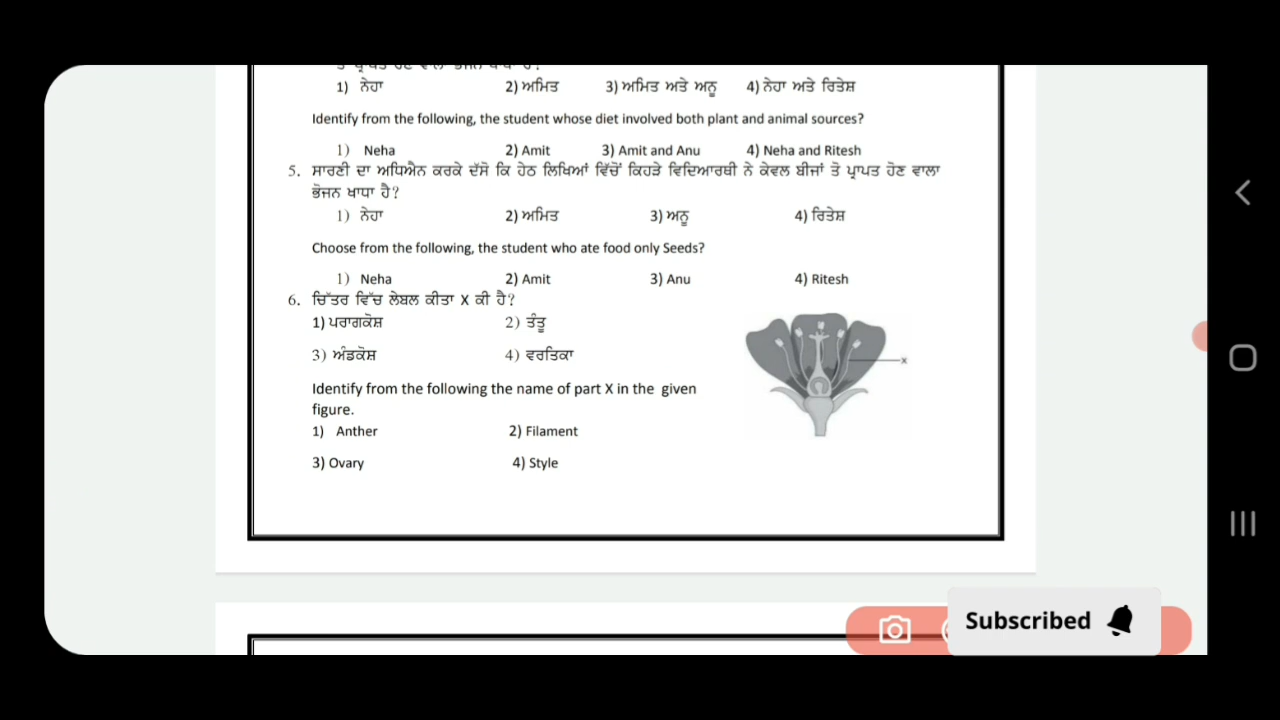 1) ਨੇਹਾ 2) ਅਮਿਤ 3) ਅਮਿਤ ਅਤੇ ਅਨੂ 4) ਨੇਹਾ ਅਤੇ ਰਿਤੇਸ਼
Identify from the following, the student whose diet involved both plant and animal sources?
1) Neha 2) Amit 3) Amit and Anu 4) Neha and Ritesh
5. ਸਾਰਣੀ ਦਾ ਅਧਿਐਨ ਕਰਕੇ ਦੱਸੋ ਕਿ ਹੇਠ ਲਿਖਿਆਂ ਵਿੱਚੋਂ ਕਿਹੜੇ ਵਿਦਿਆਰਥੀ ਨੇ ਕੇਵਲ ਬੀਜਾਂ ਤੋ ਪ੍ਰਾਪਤ ਹੋਣ ਵਾਲਾ
ਭੋਜਨ ਖਾਧਾ ਹੈ?
1) ਨੇਹਾ 2) ਅਮਿਤ 3) ਅਨੂ 4) ਰਿਤੇਸ਼
Choose from the following, the student who ate food only Seeds?
1) Neha 2) Amit 3) Anu 4) Ritesh
6. ਚਿੱਤਰ ਵਿੱਚ ਲੇਬਲ ਕੀਤਾ X ਕੀ ਹੈ?
1) ਪਰਾਗਕੋਸ਼ 2) ਤੰਤੂ
3) ਅੰਡਕੋਸ਼ 4) ਵਰਤਿਕਾ
X
Identify from the following the name of part X in the given
figure.
1) Anther 2) Filament
3) Ovary 4) Style
Subscribed